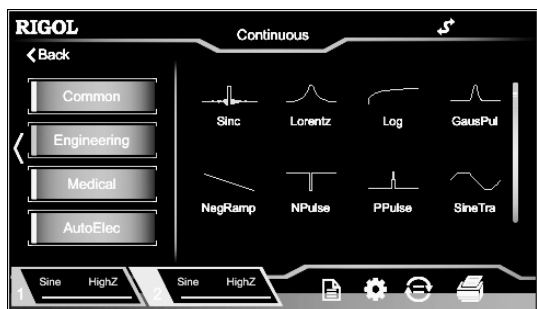 RIGOL
Continuous
Back
Common
Engineering
Medical
AutoElec
Sinc Lorentz Log GausPul
NegRamp NPulse PPulse SineTra
1 Sine HighZ 2 Sine HighZ